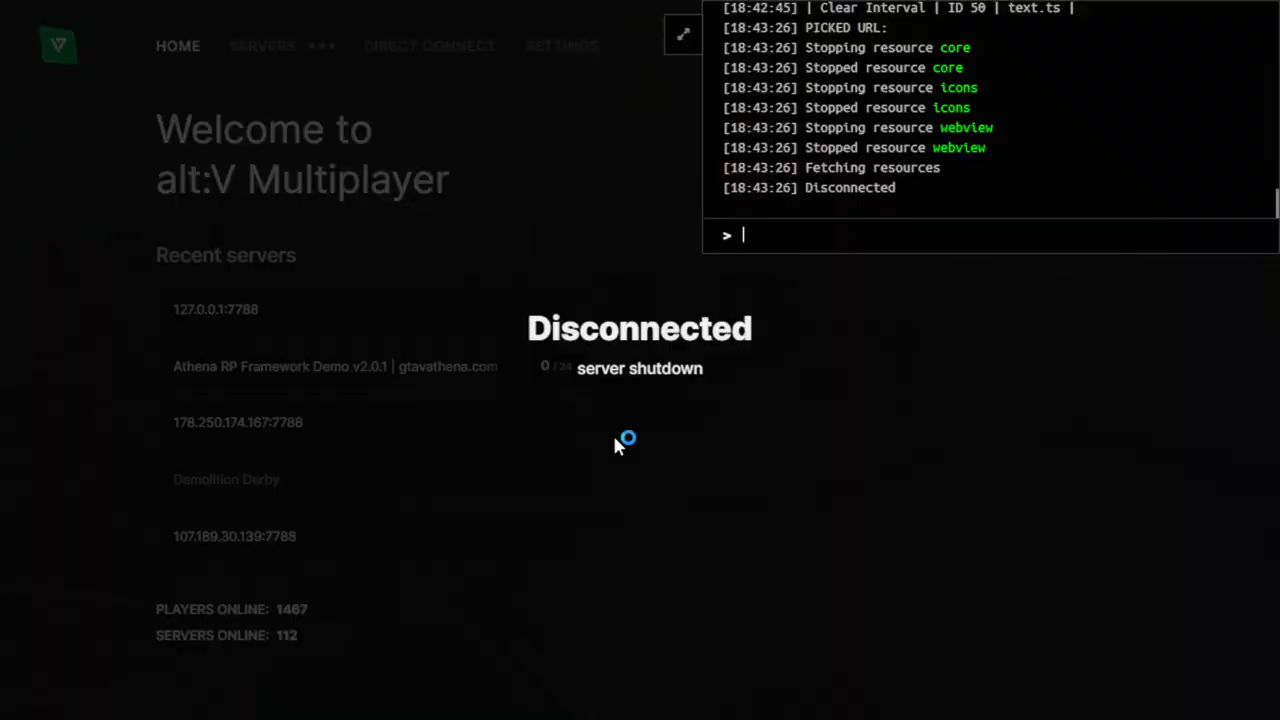 HOME
SERVERS
DIRECT CONNECT
SETTINGS
[18:42:45] | Clear Interval | ID 50 | text.ts |
[18:43:26] PICKED URL:
[18:43:26] Stopping resource core
[18:43:26] Stopped resource core
[18:43:26] Stopping resource icons
[18:43:26] Stopped resource icons
[18:43:26] Stopping resource webview
[18:43:26] Stopped resource webview
[18:43:26] Fetching resources
[18:43:26] Disconnected
>
Welcome to
alt:V Multiplayer
Recent servers
127.0.0.1:7788
Disconnected
Athena RP Framework Demo v2.0.1 | gtavathena.com
0 / 24
server shutdown
178.250.174.167:7788
Demolition Derby
107.189.30.139:7788
PLAYERS ONLINE: 1467
SERVERS ONLINE: 112